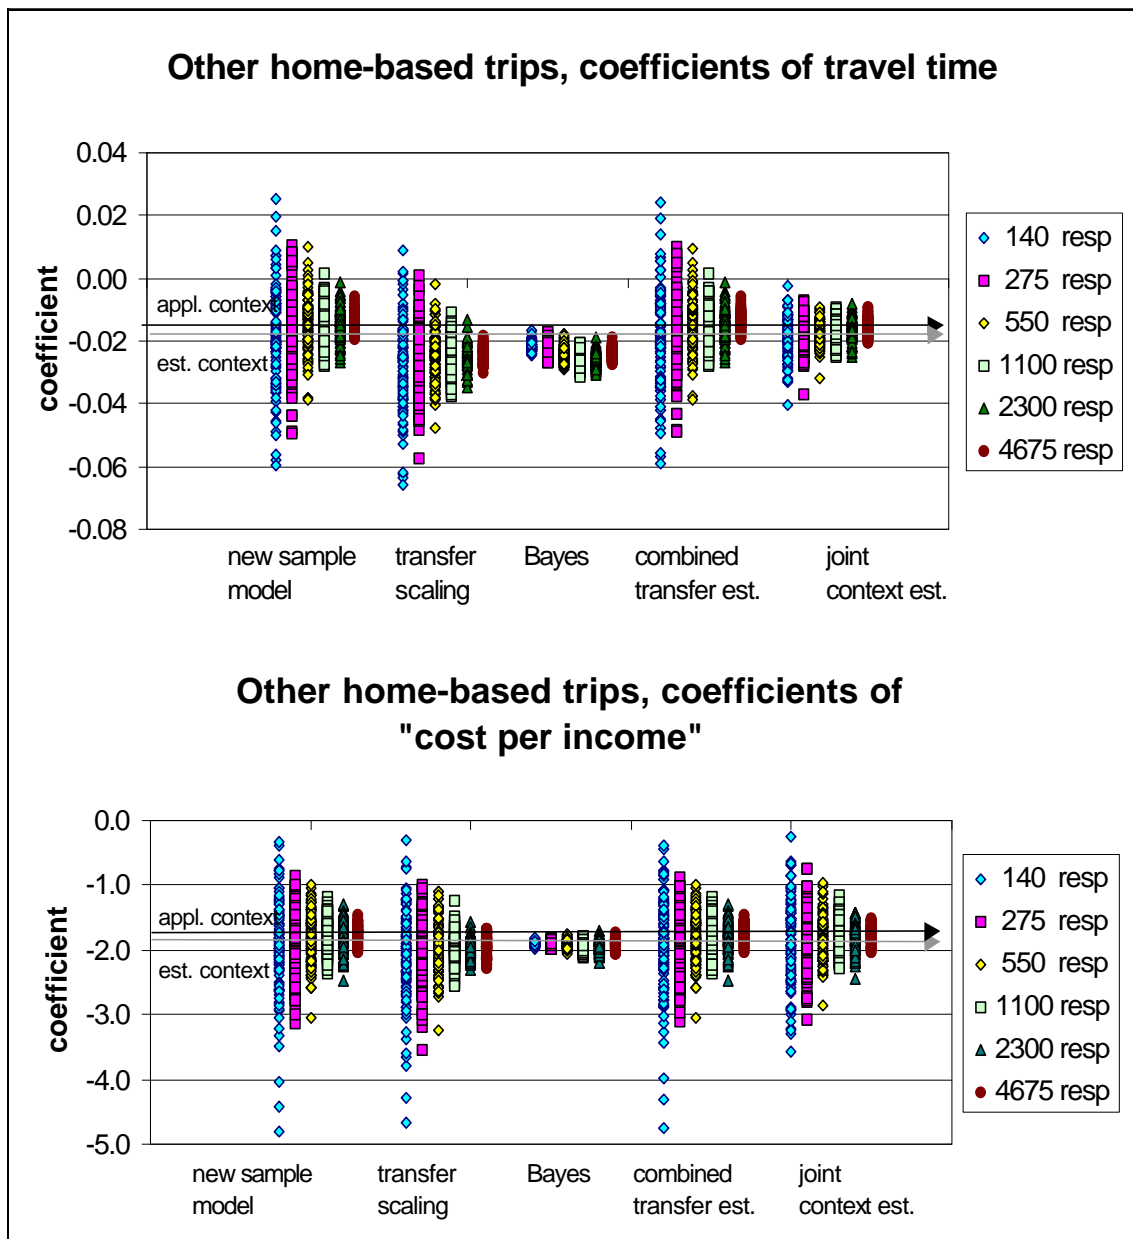 Other home-based trips, coefficients of travel time
0.04
0.02
0.00
-0.02
-0.04
-0.06
-0.08
coefficient
appl. context
est. context
new sample
model
transfer
scaling
Bayes
combined
transfer est.
joint
context est.
140 resp
275 resp
550 resp
1100 resp
2300 resp
4675 resp
Other home-based trips, coefficients of
"cost per income"
0.0
-1.0
-2.0
-3.0
-4.0
-5.0
coefficient
appl. context
est. context
new sample
model
transfer
scaling
Bayes
combined
transfer est.
joint
context est.
140 resp
275 resp
550 resp
1100 resp
2300 resp
4675 resp